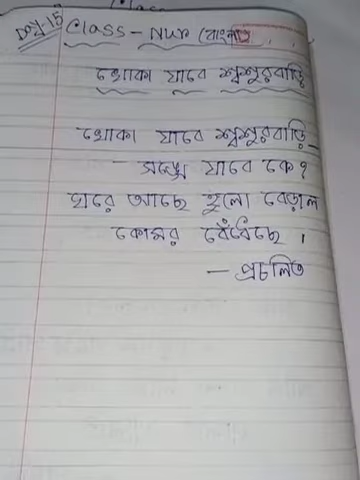 Day-15
Class - Nur বাংলা
খোকা যাবে শ্বশুরবাড়ি
খোকা যাবে শ্বশুরবাড়ি
- সঙ্গে যাবে কে?
ঘরে আছে হুলো বেড়াল
কোমর বেঁধেছে।
- প্রচলিত